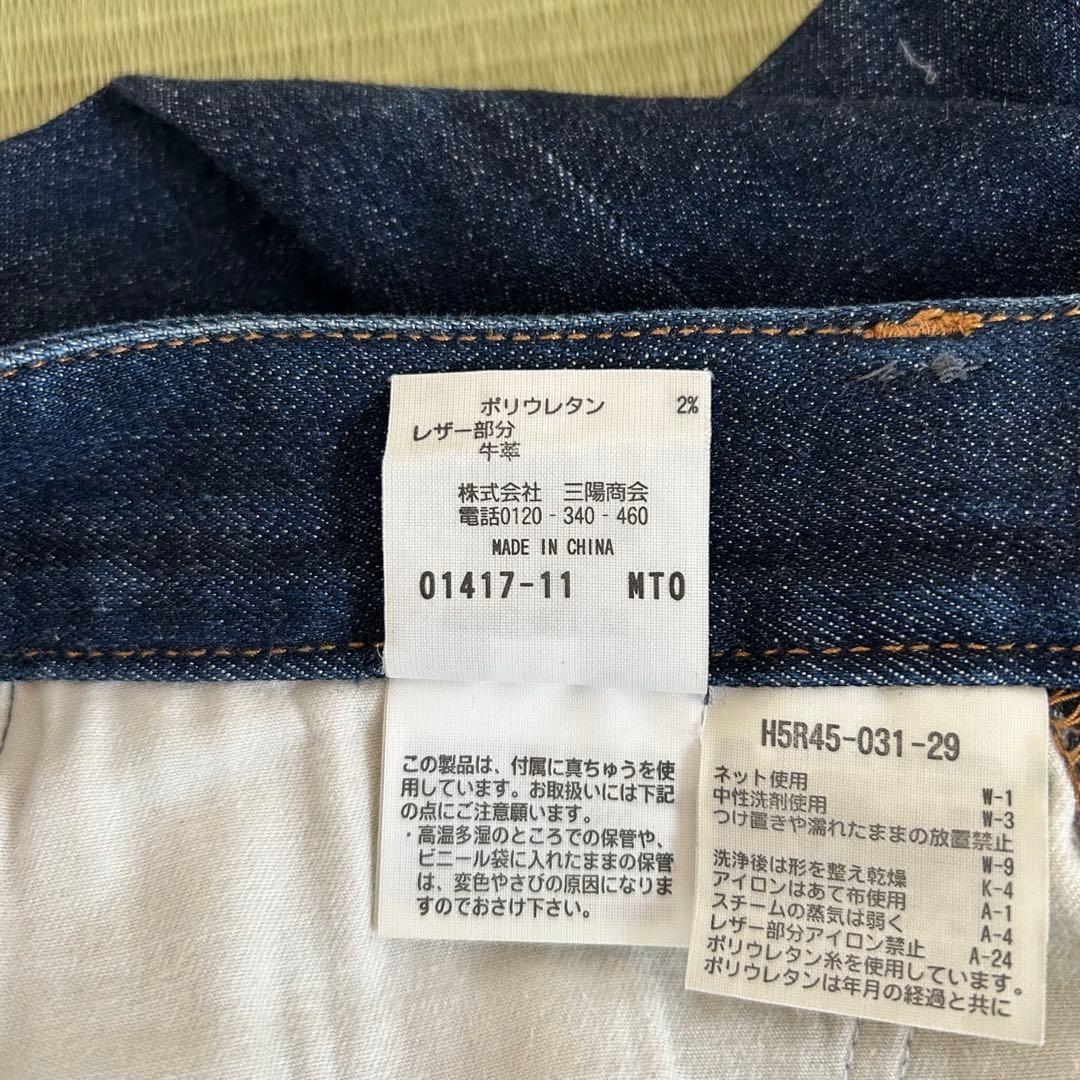 ポリウレタン 2%
レザー部分
牛革
株式会社 三陽商会
電話0120-340-460
MADE IN CHINA
01417-11 MTO
この製品は、付属に真ちゅうを使
用しています。お取扱いには下記
の点にご注意願います。
・高温多湿のところでの保管や、
ビニール袋に入れたままの保管
は、変色やさびの原因になりま
すのでおさけ下さい。
H5R45-031-29
ネット使用 W-1
中性洗剤使用 W-3
つけ置きや濡れたままの放置禁止
W-9
洗浄後は形を整え乾燥 K-4
アイロンはあて布使用 A-1
スチームの蒸気は弱く A-4
レザー部分アイロン禁止 A-24
ポリウレタン糸を使用しています。
ポリウレタンは年月の経過と共に